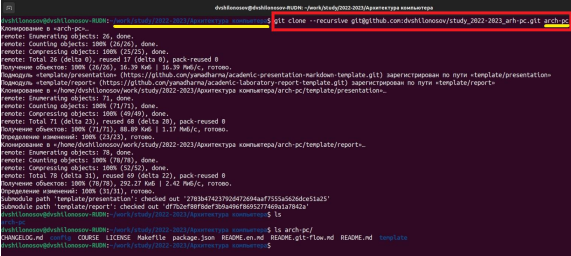 dvshilonosov@dvshilonosov-RUDN: ~/work/study/2022-2023/Архитектура компьютера
dvshilonosov@dvshilonosov-RUDN:~/work/study/2022-2023/Архитектура компьютера$ git clone --recursive git@github.com:dvshilonosov/study_2022-2023_arh-pc.git arch-pc
Клонирование в «arch-pc»…
remote: Enumerating objects: 26, done.
remote: Counting objects: 100% (26/26), done.
remote: Compressing objects: 100% (25/25), done.
remote: Total 26 (delta 0), reused 17 (delta 0), pack-reused 0
Получение объектов: 100% (26/26), 16.39 КиБ | 16.39 МиБ/с, готово.
Подмодуль «template/presentation» (https://github.com/yamadharma/academic-presentation-markdown-template.git) зарегистрирован по пути «template/presentation»
Подмодуль «template/report» (https://github.com/yamadharma/academic-laboratory-report-template.git) зарегистрирован по пути «template/report»
Клонирование в «/home/dvshilonosov/work/study/2022-2023/Архитектура компьютера/arch-pc/template/presentation»…
remote: Enumerating objects: 71, done.
remote: Counting objects: 100% (71/71), done.
remote: Compressing objects: 100% (49/49), done.
remote: Total 71 (delta 23), reused 68 (delta 20), pack-reused 0
Получение объектов: 100% (71/71), 88.89 КиБ | 1.17 МиБ/с, готово.
Определение изменений: 100% (23/23), готово.
Клонирование в «/home/dvshilonosov/work/study/2022-2023/Архитектура компьютера/arch-pc/template/report»…
remote: Enumerating objects: 78, done.
remote: Counting objects: 100% (78/78), done.
remote: Compressing objects: 100% (52/52), done.
remote: Total 78 (delta 31), reused 69 (delta 22), pack-reused 0
Получение объектов: 100% (78/78), 292.27 КиБ | 2.42 МиБ/с, готово.
Определение изменений: 100% (31/31), готово.
Submodule path 'template/presentation': checked out '2703b47423792d472694aaf7555a5626dce51a25'
Submodule path 'template/report': checked out 'df7b2ef80f8def3b9a496f8695277469a1a7842a'
dvshilonosov@dvshilonosov-RUDN:~/work/study/2022-2023/Архитектура компьютера$ ls
arch-pc
dvshilonosov@dvshilonosov-RUDN:~/work/study/2022-2023/Архитектура компьютера$ ls arch-pc/
CHANGELOG.md config COURSE LICENSE Makefile package.json README.en.md README.git-flow.md README.md template
dvshilonosov@dvshilonosov-RUDN:~/work/study/2022-2023/Архитектура компьютера$